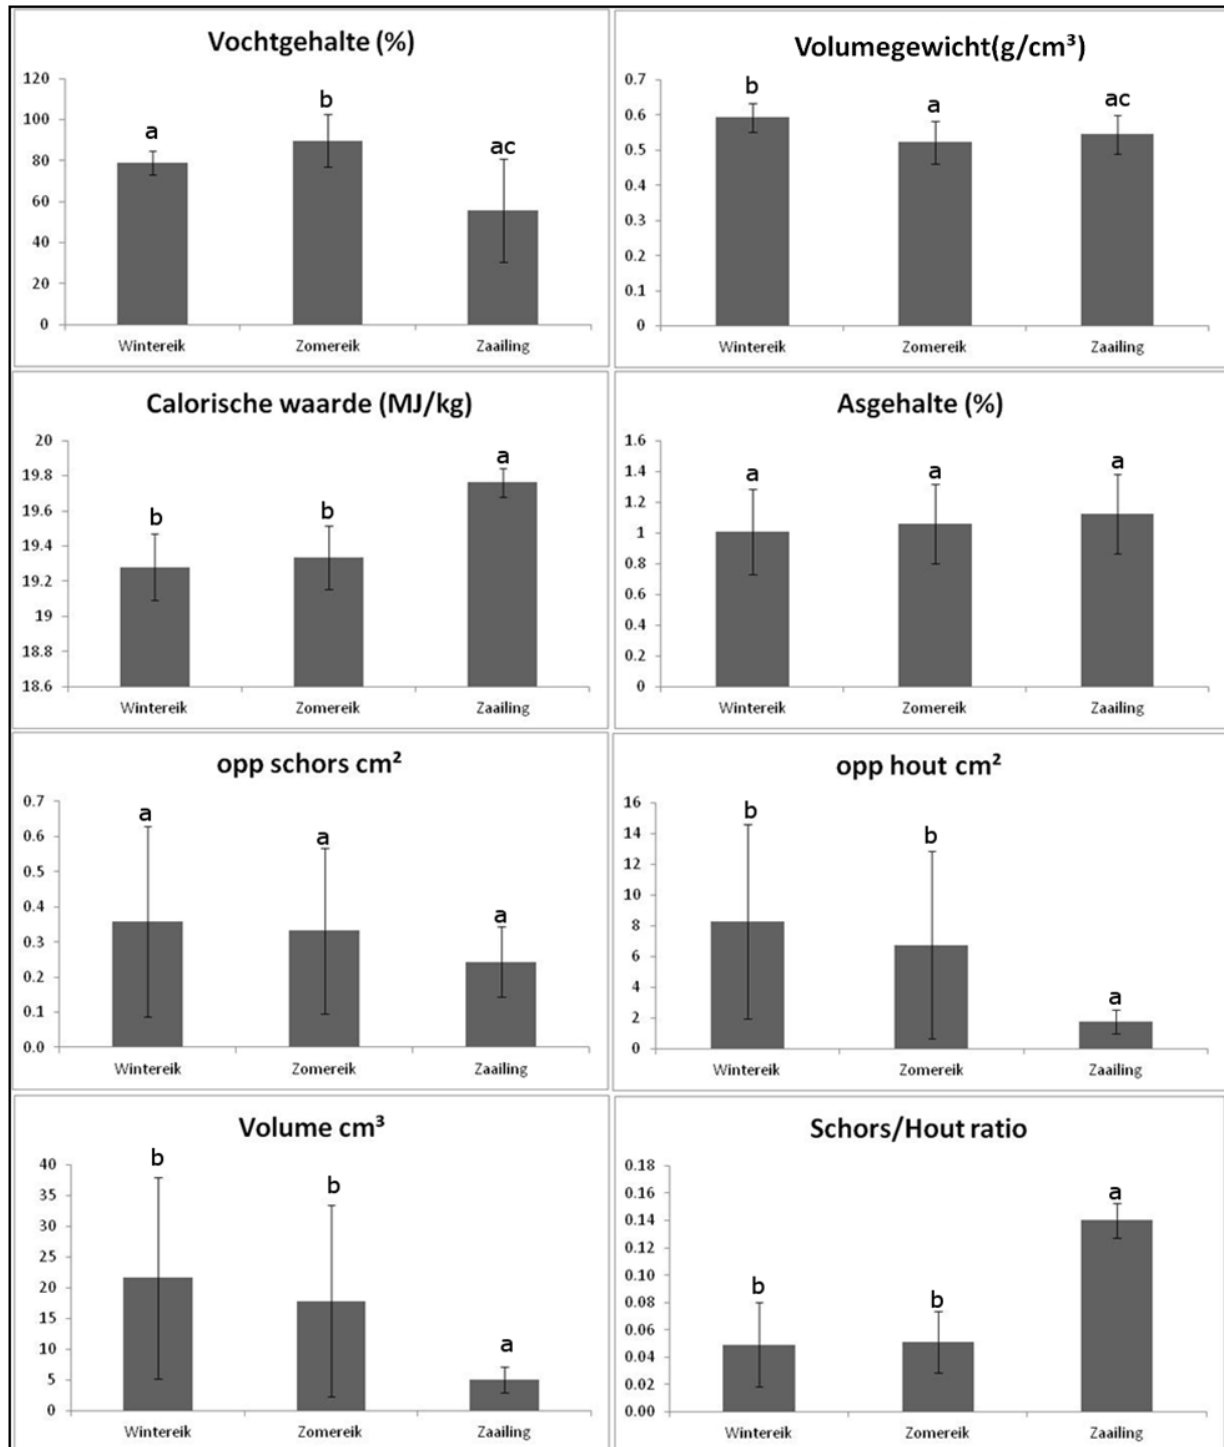 Vochtgehalte (%)
120
100
80
60
40
20
0
a
b
ac
Wintereik
Zomereik
Zaailing
Volumegewicht(g/cm³)
0.7
0.6
0.5
0.4
0.3
0.2
0.1
0
b
a
ac
Wintereik
Zomereik
Zaailing
Calorische waarde (MJ/kg)
20
19.8
19.6
19.4
19.2
19
18.8
18.6
b
b
a
Wintereik
Zomereik
Zaailing
Asgehalte (%)
1.6
1.4
1.2
1
0.8
0.6
0.4
0.2
0
a
a
a
Wintereik
Zomereik
Zaailing
opp schors cm²
0.7
0.6
0.5
0.4
0.3
0.2
0.1
0.0
a
a
a
Wintereik
Zomereik
Zaailing
opp hout cm²
16
14
12
10
8
6
4
2
0
b
b
a
Wintereik
Zomereik
Zaailing
Volume cm³
40
35
30
25
20
15
10
5
0
b
b
a
Wintereik
Zomereik
Zaailing
Schors/Hout ratio
0.18
0.16
0.14
0.12
0.10
0.08
0.06
0.04
0.02
0.00
b
b
a
Wintereik
Zomereik
Zaailing